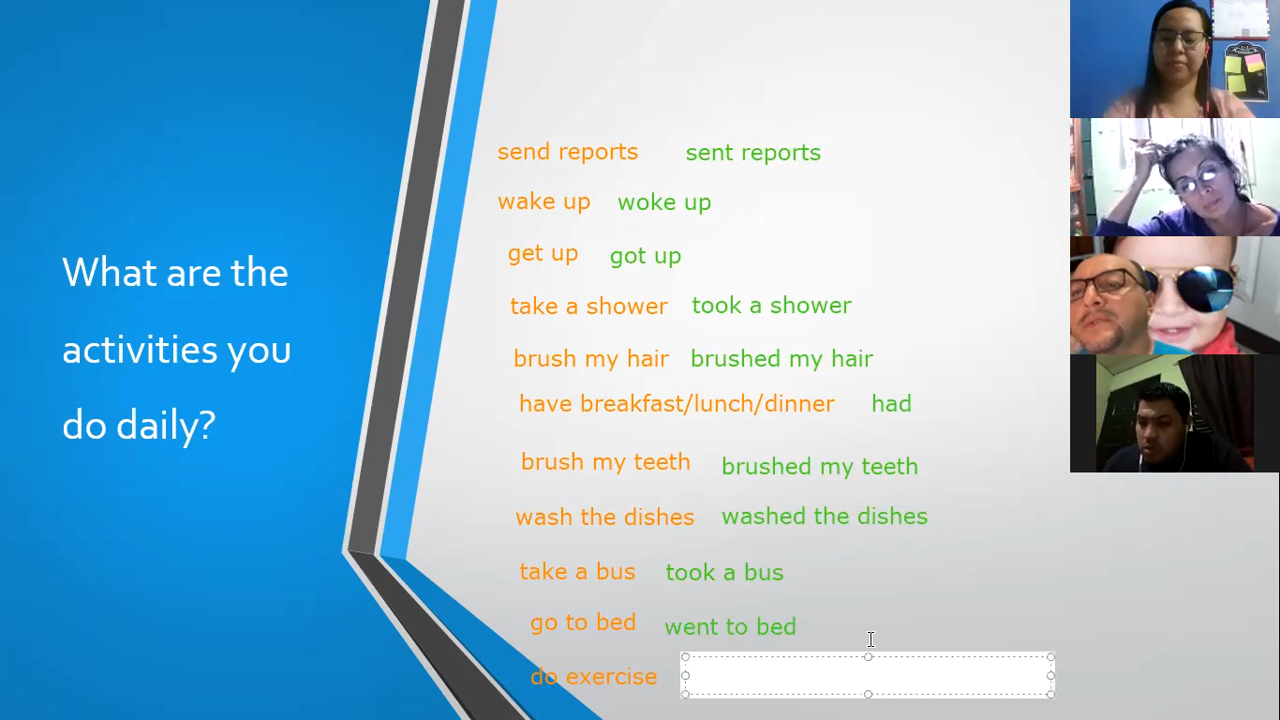 What are the
activities you
do daily?
send reports sent reports
wake up woke up
get up got up
take a shower took a shower
brush my hair brushed my hair
have breakfast/lunch/dinner had
brush my teeth brushed my teeth
wash the dishes washed the dishes
take a bus took a bus
go to bed went to bed
do exercise